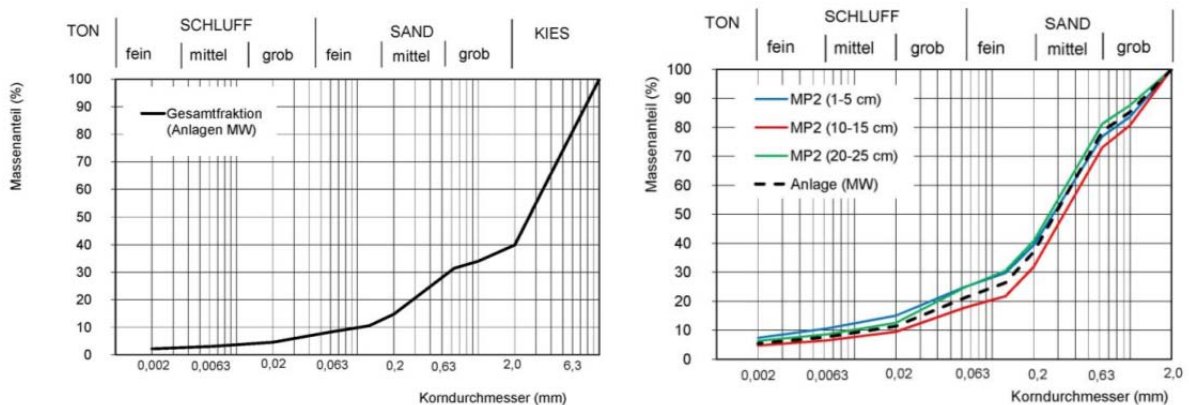 TON
SCHLUFF
SAND
KIES
fein
mittel
grob
fein
mittel
grob
Massenanteil (%)
100
90
80
70
60
50
40
30
20
10
0
Gesamtfraktion
(Anlagen MW)
0,002
0,0063
0,02
0,063
0,2
0,63
2,0
6,3
Korndurchmesser (mm)
TON
SCHLUFF
SAND
fein
mittel
grob
fein
mittel
grob
Massenanteil (%)
100
90
80
70
60
50
40
30
20
10
0
MP2 (1-5 cm)
MP2 (10-15 cm)
MP2 (20-25 cm)
Anlage (MW)
0,002
0,0063
0,02
0,063
0,2
0,63
2,0
Korndurchmesser (mm)